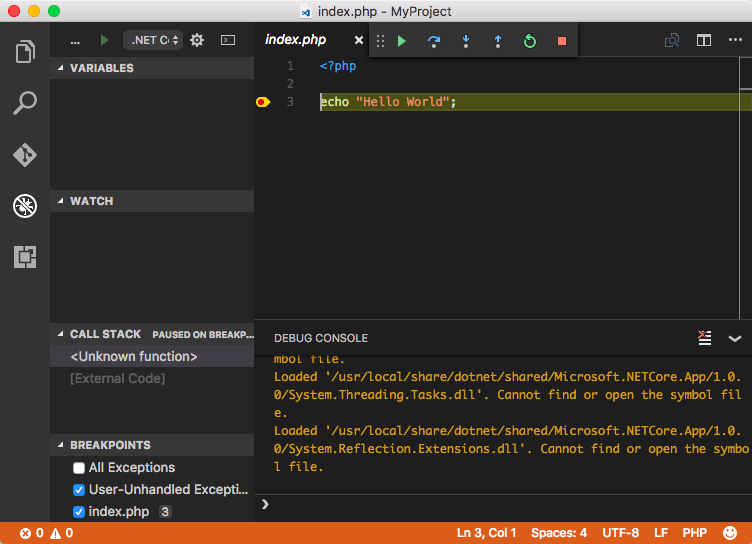 index.php - MyProject
... .NET Co index.php
VARIABLES
WATCH
CALL STACK PAUSED ON BREAKP...
<Unknown function>
[External Code]
BREAKPOINTS
All Exceptions
User-Unhandled Excepti...
index.php 3
1 <?php
2
3 echo "Hello World";
DEBUG CONSOLE
mbol file.
Loaded '/usr/local/share/dotnet/shared/Microsoft.NETCore.App/1.0.
0/System.Threading.Tasks.dll'. Cannot find or open the symbol fil
e.
Loaded '/usr/local/share/dotnet/shared/Microsoft.NETCore.App/1.0.
0/System.Reflection.Extensions.dll'. Cannot find or open the symbo
l file.
0 0 Ln 3, Col 1 Spaces: 4 UTF-8 LF PHP